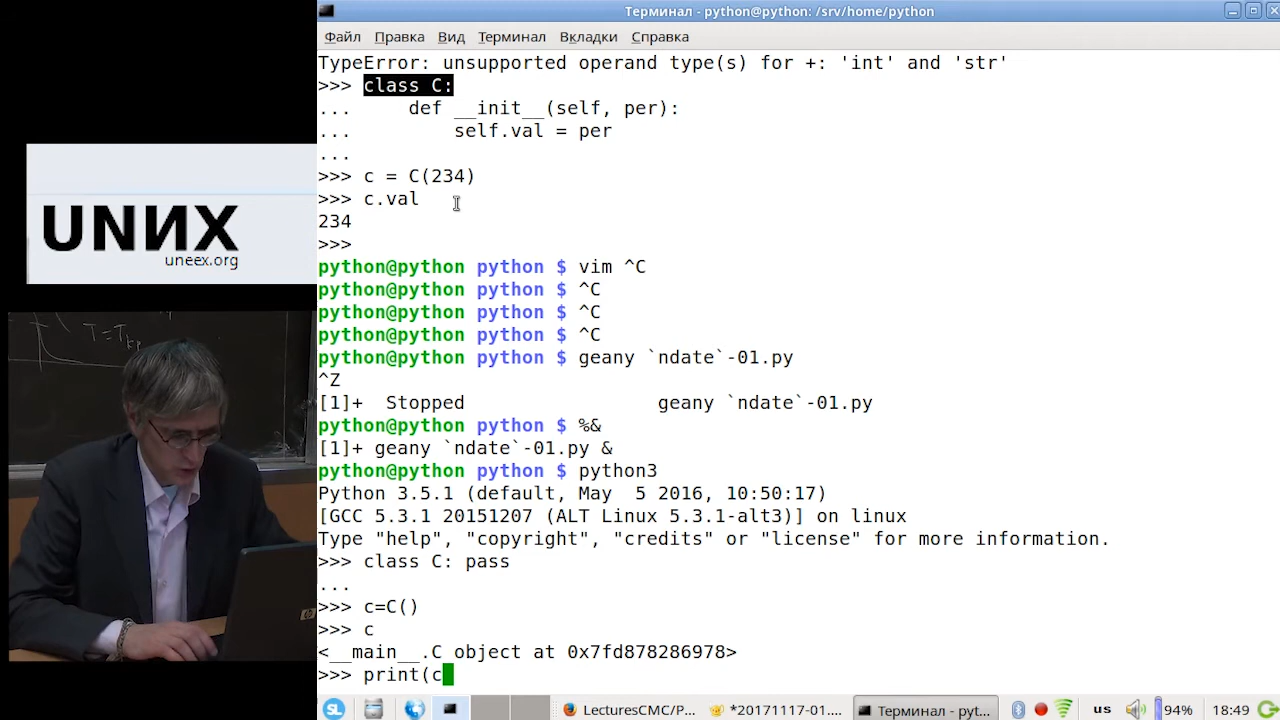 Терминал - python@python: /srv/home/python
Файл Правка Вид Терминал Вкладки Справка
TypeError: unsupported operand type(s) for +: 'int' and 'str'
>>> class C:
...     def __init__(self, per):
...         self.val = per
...
>>> c = C(234)
>>> c.val
234
>>>
python@python python $ vim ^C
python@python python $ ^C
python@python python $ ^C
python@python python $ ^C
python@python python $ geany `ndate`-01.py
^Z
[1]+  Stopped                 geany `ndate`-01.py
python@python python $ %&
[1]+ geany `ndate`-01.py &
python@python python $ python3
Python 3.5.1 (default, May  5 2016, 10:50:17)
[GCC 5.3.1 20151207 (ALT Linux 5.3.1-alt3)] on linux
Type "help", "copyright", "credits" or "license" for more information.
>>> class C: pass
...
>>> c=C()
>>> c
<__main__.C object at 0x7fd878286978>
>>> print(c
UNИX
uneex.org
T=Tкр
hp
SL
LecturesCMC/P...
*20171117-01....
Терминал - pyt...
us
94%
18:49